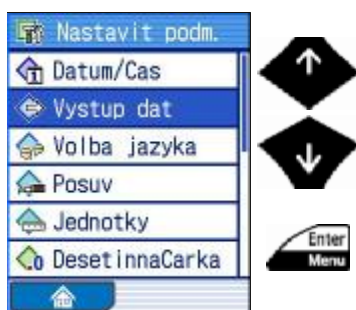 Nastavit podm.
Datum/Cas
Vystup dat
Volba jazyka
Posuv
Jednotky
DesetinnaCarka
Enter
Menu